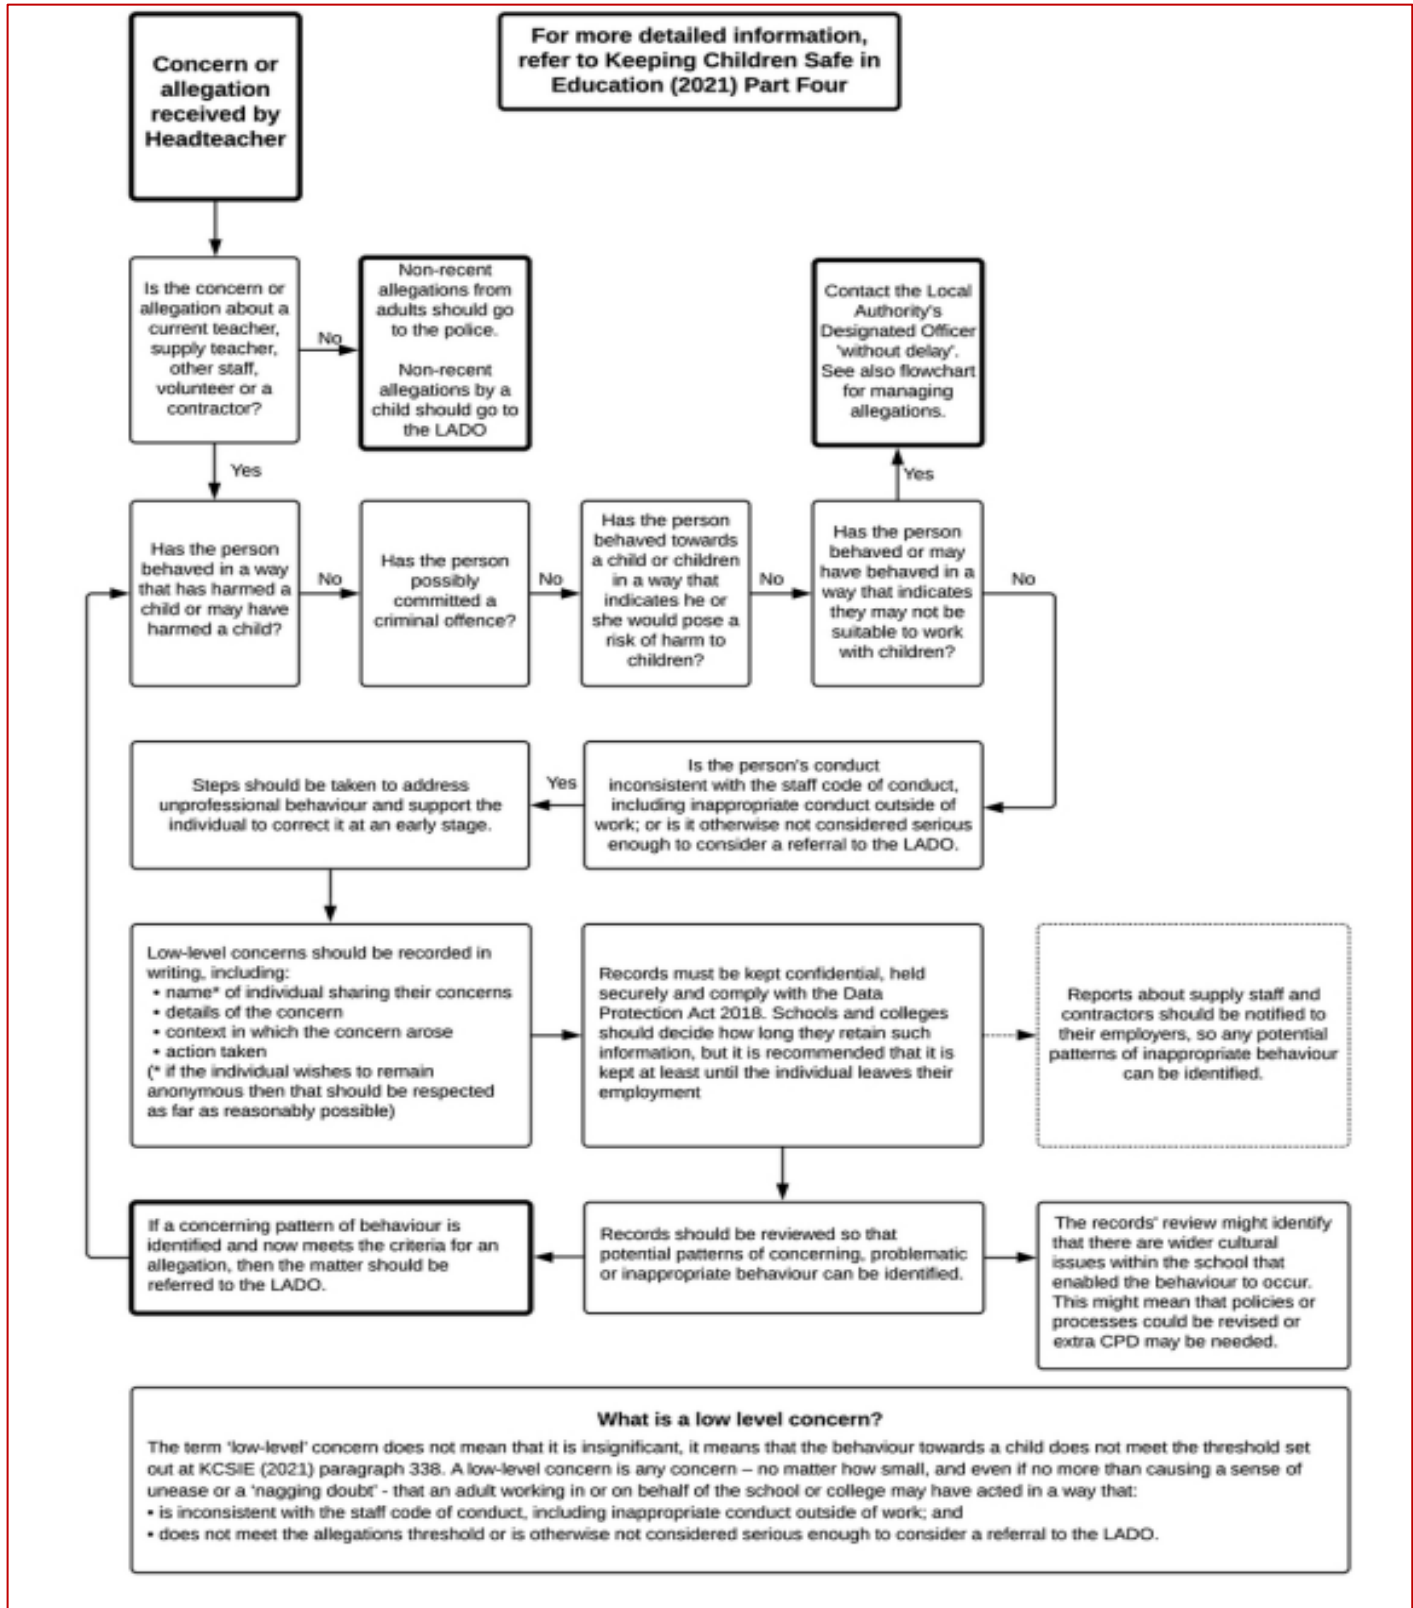 Concern or
allegation
received by
Headteacher
For more detailed information,
refer to Keeping Children Safe in
Education (2021) Part Four
Is the concern or
allegation about a
current teacher,
supply teacher,
other staff,
volunteer or a
contractor?
No
Non-recent
allegations from
adults should go
to the police.
Non-recent
allegations by a
child should go to
the LADO
Contact the Local
Authority's
Designated Officer
'without delay'.
See also flowchart
for managing
allegations.
Yes
Yes
Has the person
behaved in a way
that has harmed a
child or may have
harmed a child?
No
Has the person
possibly
committed a
criminal offence?
No
Has the person
behaved towards
a child or children
in a way that
indicates he or
she would pose a
risk of harm to
children?
No
Has the person
behaved or may
have behaved in a
way that indicates
they may not be
suitable to work
with children?
No
Steps should be taken to address
unprofessional behaviour and support the
individual to correct it at an early stage.
Yes
Is the person's conduct
inconsistent with the staff code of conduct,
including inappropriate conduct outside of
work; or is it otherwise not considered serious
enough to consider a referral to the LADO.
Low-level concerns should be recorded in
writing, including:
• name* of individual sharing their concerns
• details of the concern
• context in which the concern arose
• action taken
(* if the individual wishes to remain
anonymous then that should be respected
as far as reasonably possible)
Records must be kept confidential, held
securely and comply with the Data
Protection Act 2018. Schools and colleges
should decide how long they retain such
information, but it is recommended that it is
kept at least until the individual leaves their
employment
Reports about supply staff and
contractors should be notified to
their employers, so any potential
patterns of inappropriate behaviour
can be identified.
If a concerning pattern of behaviour is
identified and now meets the criteria for an
allegation, then the matter should be
referred to the LADO.
Records should be reviewed so that
potential patterns of concerning, problematic
or inappropriate behaviour can be identified.
The records' review might identify
that there are wider cultural
issues within the school that
enabled the behaviour to occur.
This might mean that policies or
processes could be revised or
extra CPD may be needed.
What is a low level concern?
The term 'low-level' concern does not mean that it is insignificant, it means that the behaviour towards a child does not meet the threshold set
out at KCSIE (2021) paragraph 338. A low-level concern is any concern – no matter how small, and even if no more than causing a sense of
unease or a 'nagging doubt' - that an adult working in or on behalf of the school or college may have acted in a way that:
• is inconsistent with the staff code of conduct, including inappropriate conduct outside of work; and
• does not meet the allegations threshold or is otherwise not considered serious enough to consider a referral to the LADO.